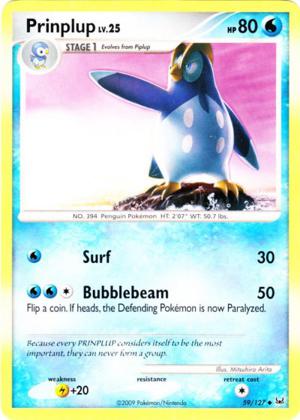 Prinplup LV.25 HP 80
STAGE 1 Evolves from Piplup
NO. 394 Penguin Pokémon HT: 2'07" WT: 50.7 lbs.
Surf 30
Bubblebeam 50
Flip a coin. If heads, the Defending Pokémon is now Paralyzed.
Because every PRINPLUP considers itself to be the most
important, they can never form a group.
Illus. Mitsuhiro Arita
weakness resistance retreat cost
+20
©2009 Pokémon/Nintendo 59/127